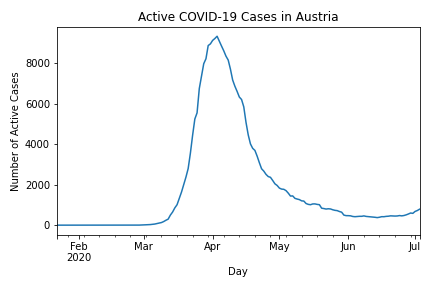 Active COVID-19 Cases in Austria
Number of Active Cases
8000
6000
4000
2000
0
Feb
2020
Mar
Apr
May
Jun
Jul
Day